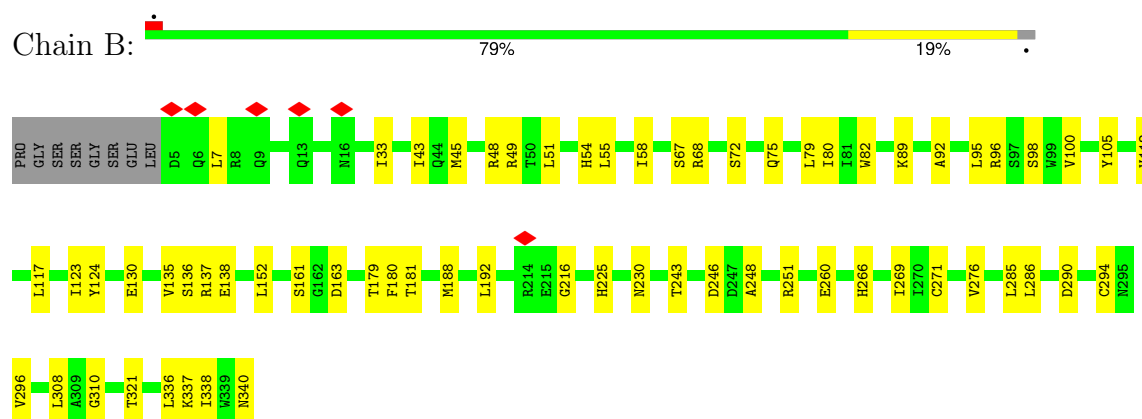 Chain B:
79% 19%
PRO GLY SER SER GLY SER GLU LEU D5 Q6 L7 R8 Q9 Q13 N16 I33 I43 Q44 M45 R48 R49 T50 L51 H54 L55 I58 S67 R68 S72 Q75 L79 I80 I81 W82 K89 A92 L95 R96 S97 S98 W99 V100 Y105
L117 I123 Y124 E130 V135 S136 R137 E138 L152 S161 G162 D163 T179 F180 T181 M188 L192 R214 E215 G216 H225 N230 T243 D246 D247 A248 R251 E260 H266 I269 I270 C271 V276 L285 L286 D290 C294 N295
V296 L308 A309 G310 T321 L336 K337 I338 W339 N340